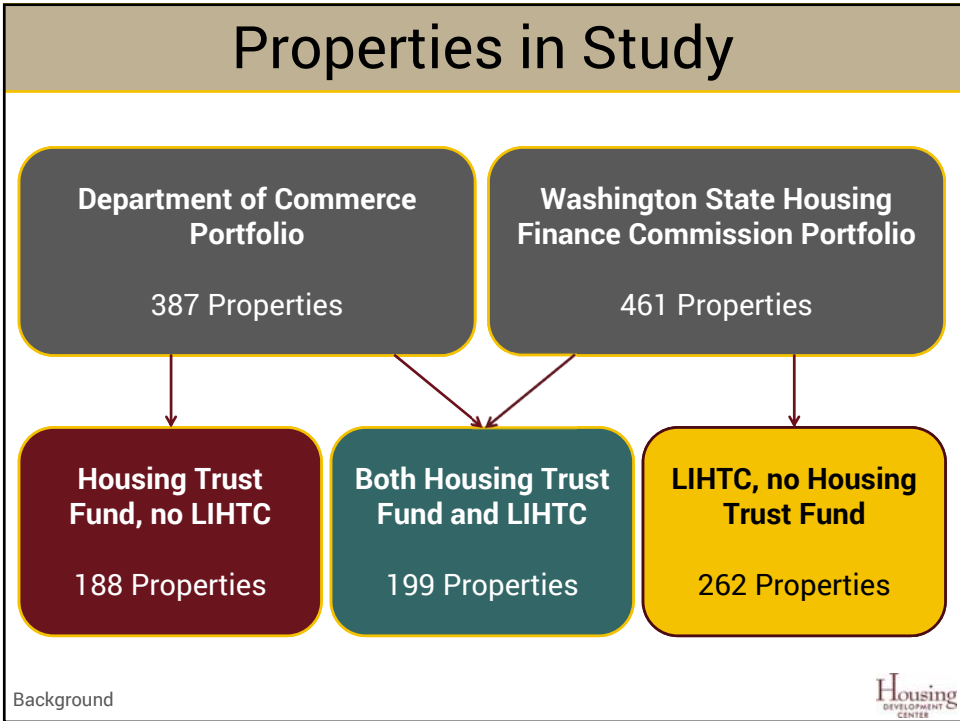 Properties in Study
Department of Commerce
Portfolio
387 Properties
Washington State Housing
Finance Commission Portfolio
461 Properties
Housing Trust
Fund, no LIHTC
188 Properties
Both Housing Trust
Fund and LIHTC
199 Properties
LIHTC, no Housing
Trust Fund
262 Properties
Background
Housing
DEVELOPMENT
CENTER